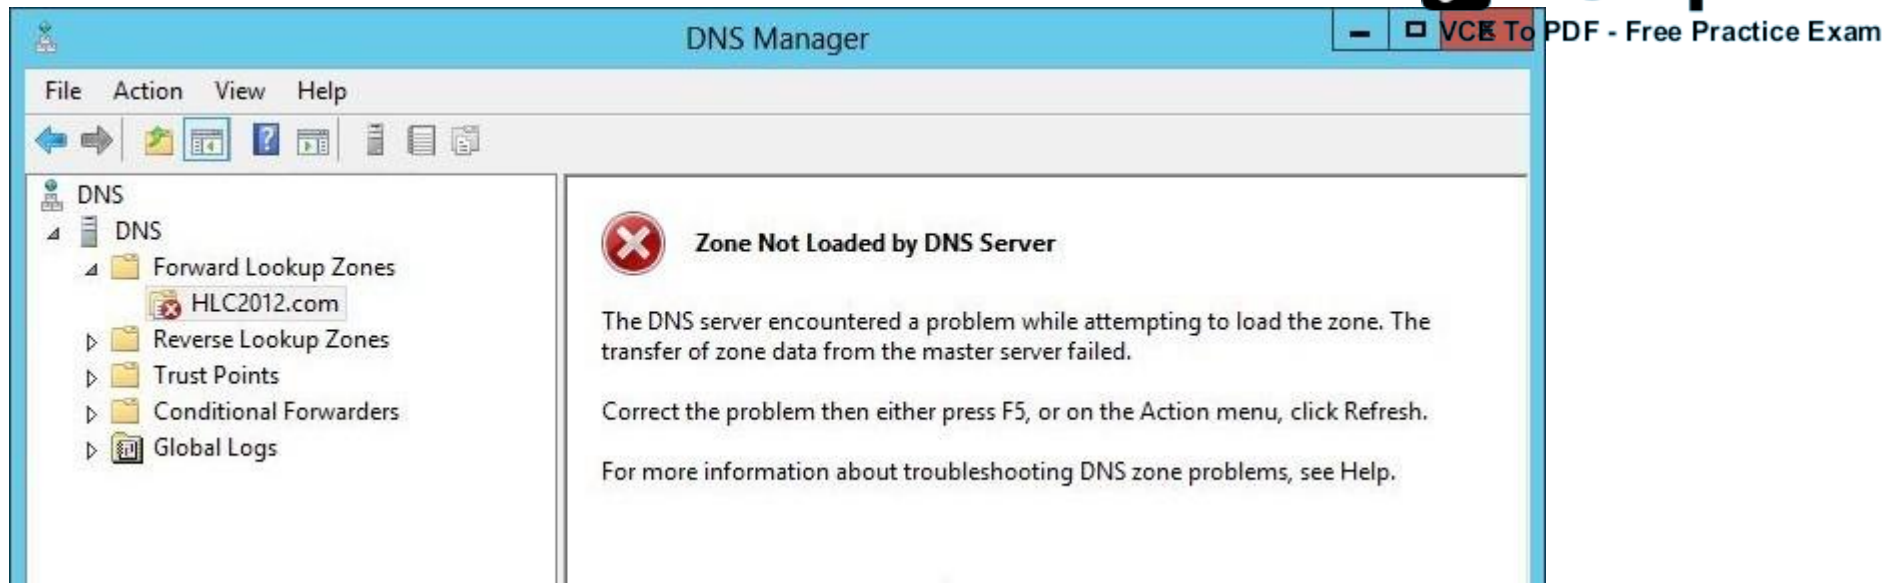 DNS Manager
VCE To PDF - Free Practice Exam
File Action View Help
DNS
DNS
Forward Lookup Zones
HLC2012.com
Reverse Lookup Zones
Trust Points
Conditional Forwarders
Global Logs
Zone Not Loaded by DNS Server
The DNS server encountered a problem while attempting to load the zone. The
transfer of zone data from the master server failed.
Correct the problem then either press F5, or on the Action menu, click Refresh.
For more information about troubleshooting DNS zone problems, see Help.